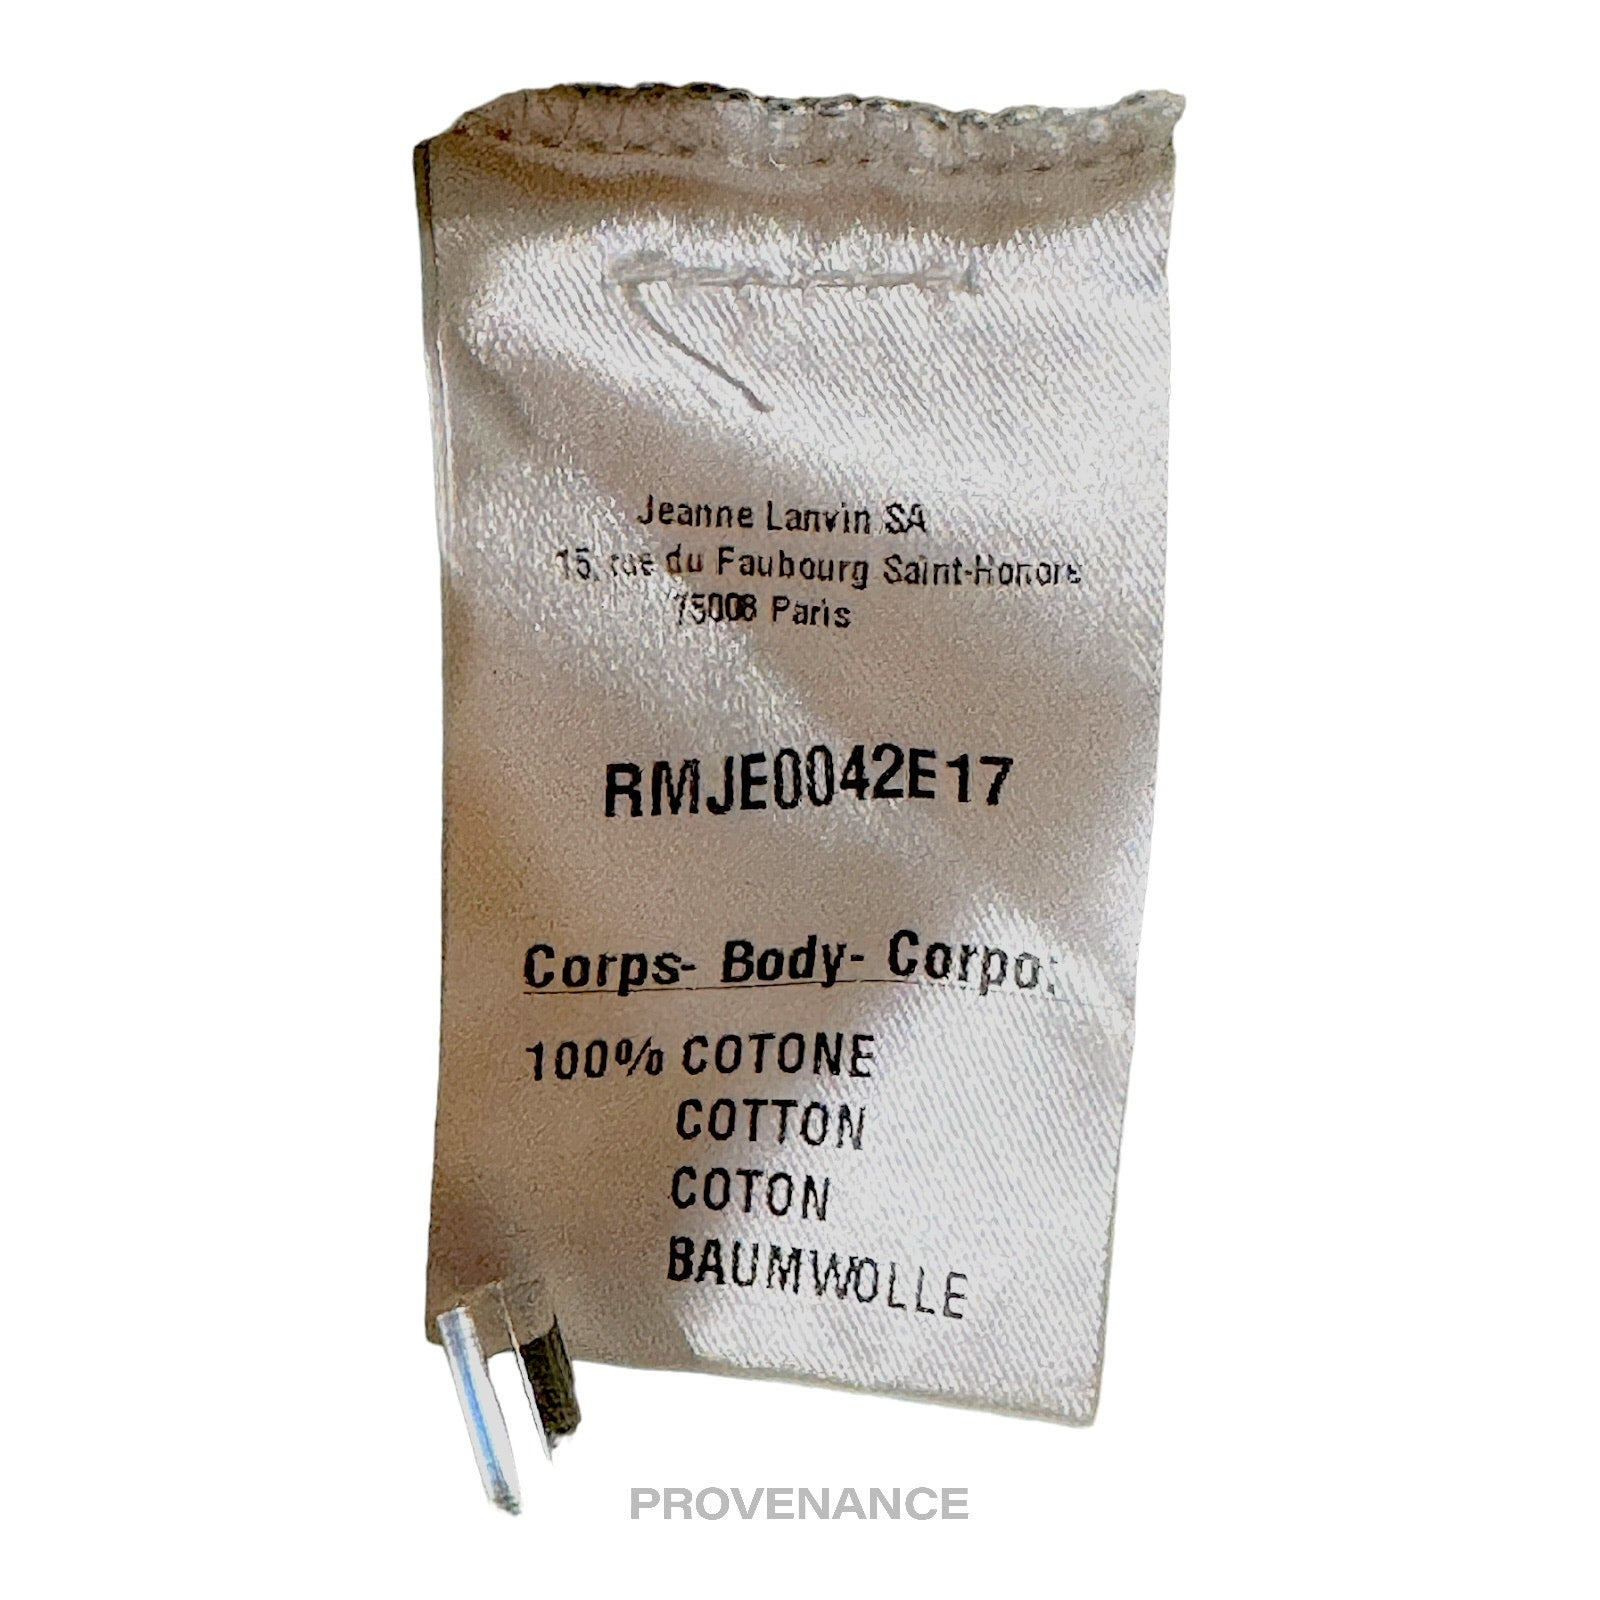 Jeanne Lanvin SA
15, rue du Faubourg Saint-Honore
75008 Paris
RMJE0042E17
Corps- Body- Corpo:
100% COTONE
COTTON
COTON
BAUMWOLLE
PROVENANCE